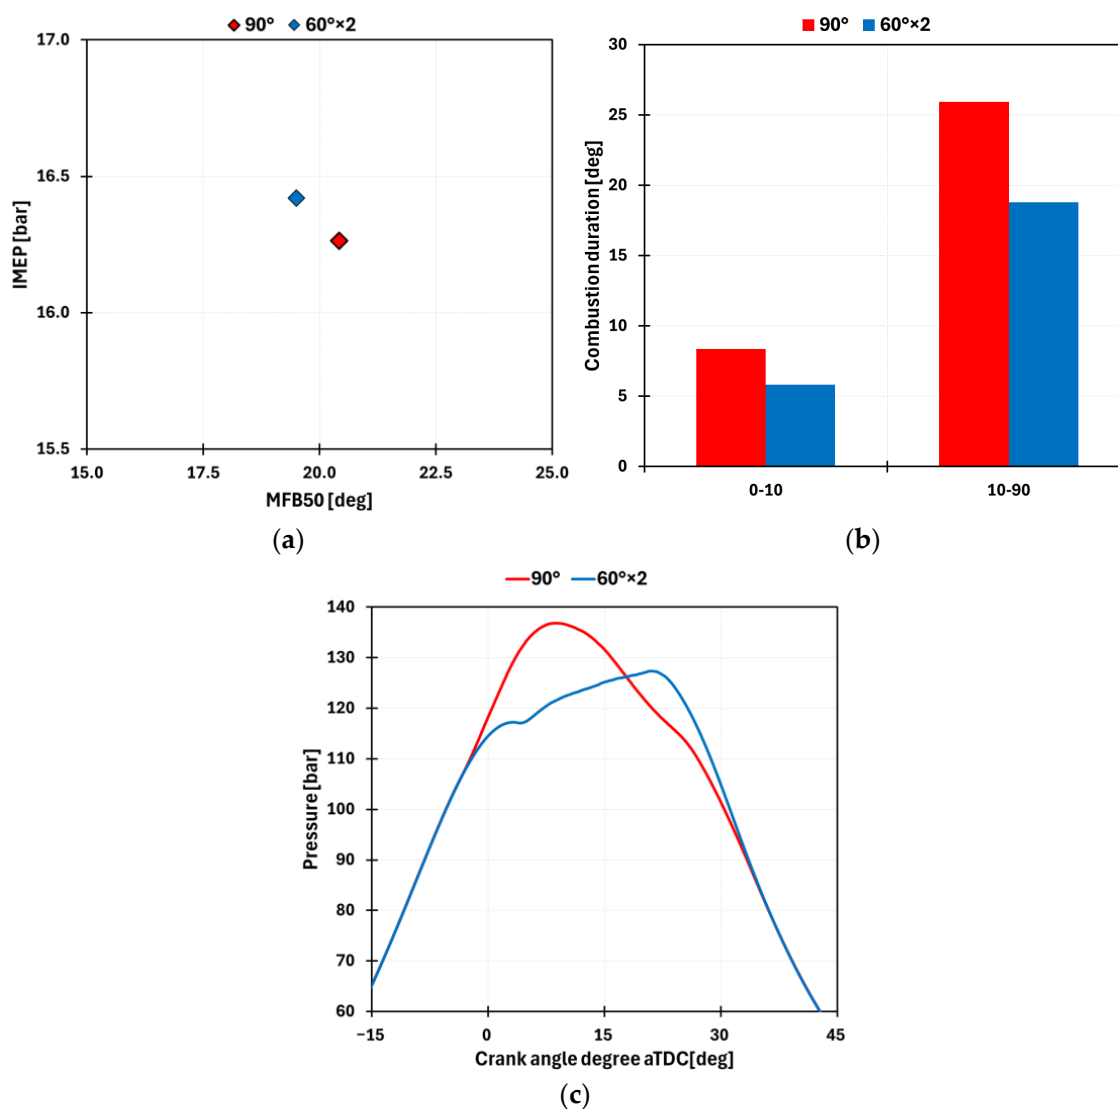 90° 60°×2
17.0
16.5
16.0
15.5
IMEP [bar]
15.0 17.5 20.0 22.5 25.0
MFB50 [deg]
(a)
90° 60°×2
30
25
20
15
10
5
0
Combustion duration [deg]
0-10 10-90
(b)
90° 60°×2
140
130
120
110
100
90
80
70
60
Pressure [bar]
−15 0 15 30 45
Crank angle degree aTDC[deg]
(c)